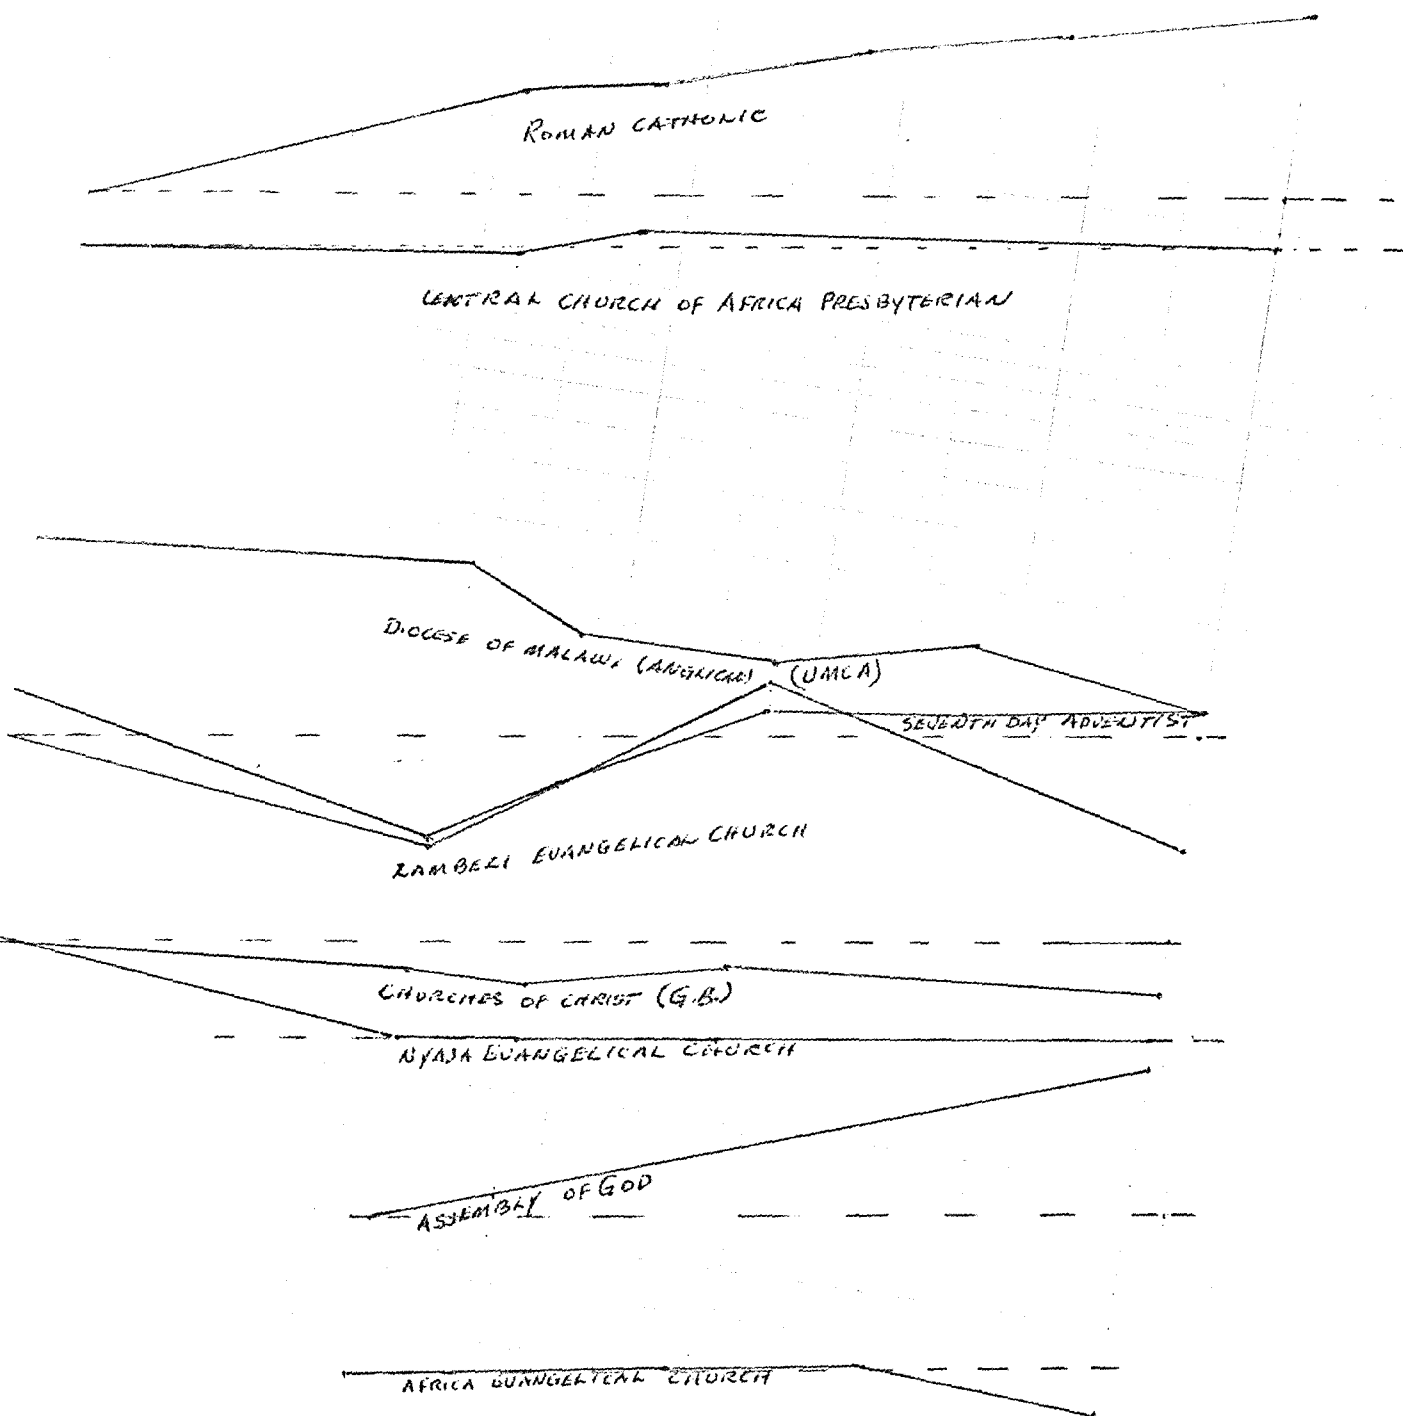 ROMAN CATHOLIC
CENTRAL CHURCH OF AFRICA PRESBYTERIAN
DIOCESE OF MALAWI (ANGLICAN) (UMCA)
SEVENTH DAY ADVENTIST
ZAMBEZI EVANGELICAL CHURCH
CHURCHES OF CHRIST (G.B.)
NYASA EVANGELICAL CHURCH
ASSEMBLY OF GOD
AFRICA EVANGELICAL CHURCH